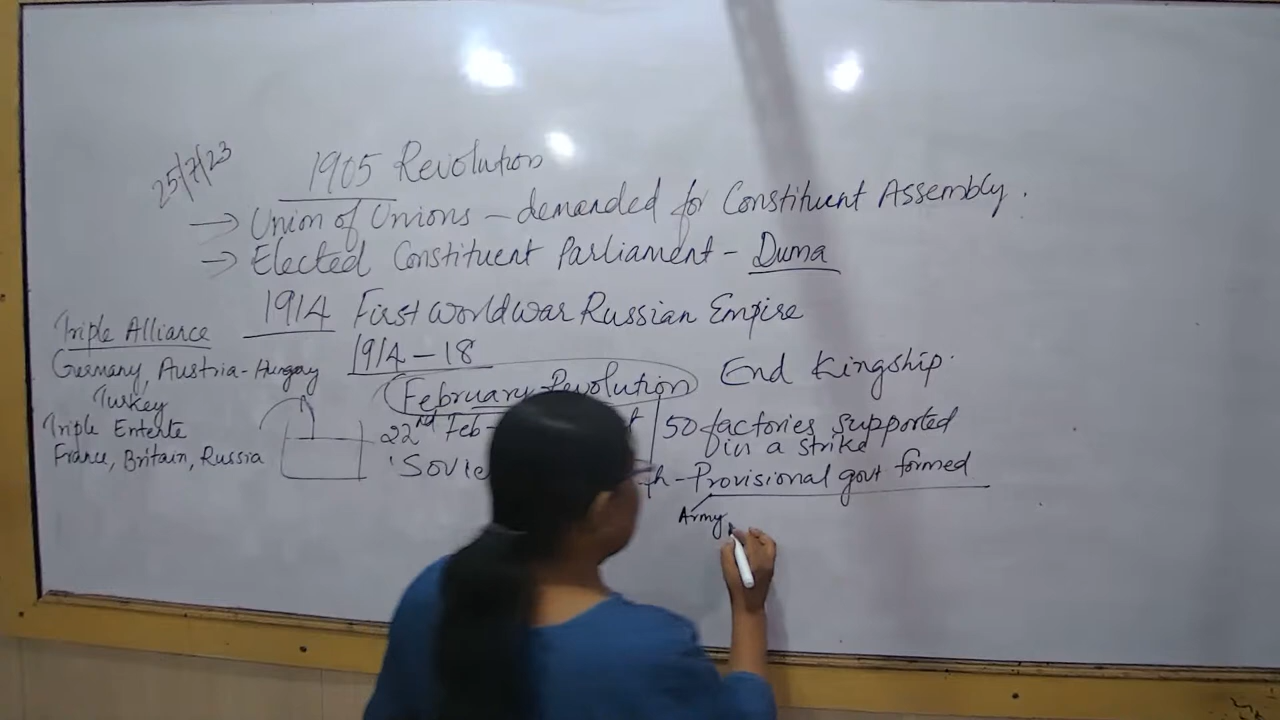 25/7/23
1905 Revolution
→ Union of Unions - demanded for Constituent Assembly.
→ Elected Constituent Parliament - Duma
1914 First World War Russian Empire
1914 - 18
Triple Alliance
Germany, Austria-Hungay
Turkey
Triple Entente
France, Britain, Russia
February Revolution
End Kingship.
22nd Feb -
50 factories supported
in a strike
'Sovie
- Provisional govt formed
Army